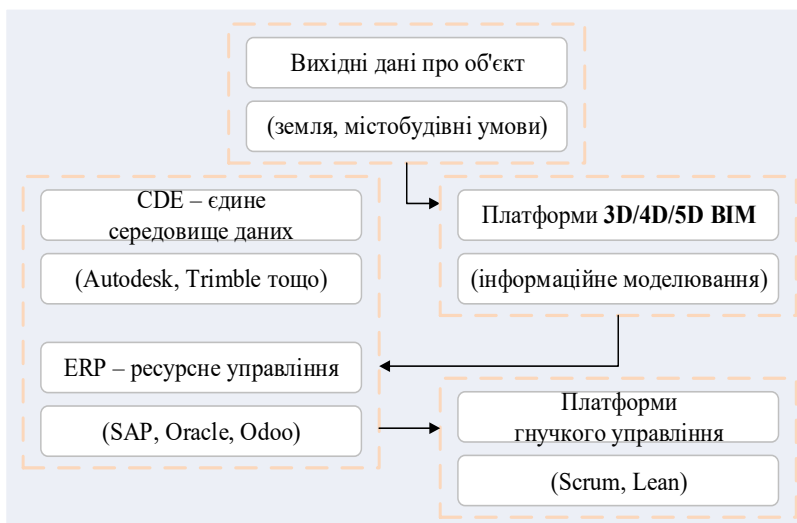 Вихідні дані про об'єкт
(земля, містобудівні умови)
CDE – єдине
середовище даних
(Autodesk, Trimble тощо)
Платформи 3D/4D/5D BIM
(інформаційне моделювання)
ERP – ресурсне управління
(SAP, Oracle, Odoo)
Платформи
гнучкого управління
(Scrum, Lean)